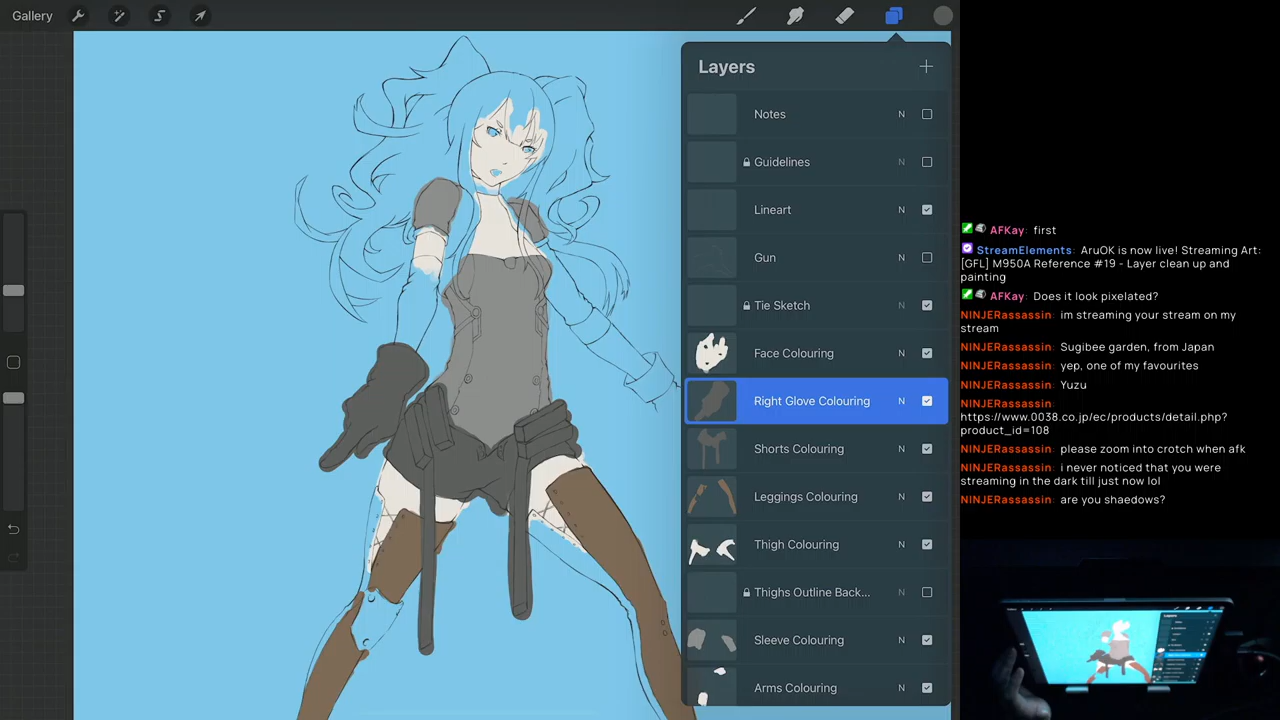 Gallery
Layers
Notes N
Guidelines N
Lineart N
Gun N
Tie Sketch N
Face Colouring N
Right Glove Colouring N
Shorts Colouring N
Leggings Colouring N
Thigh Colouring N
Thighs Outline Back... N
Sleeve Colouring N
Arms Colouring N
AFKay: first
StreamElements: AruOK is now live! Streaming Art:
[GFL] M950A Reference #19 - Layer clean up and
painting
AFKay: Does it look pixelated?
NINJERassassin: im streaming your stream on my
stream
NINJERassassin: Sugibee garden, from Japan
NINJERassassin: yep, one of my favourites
NINJERassassin: Yuzu
NINJERassassin:
https://www.0038.co.jp/ec/products/detail.php?
product_id=108
NINJERassassin: please zoom into crotch when afk
NINJERassassin: i never noticed that you were
streaming in the dark till just now lol
NINJERassassin: are you shaedows?